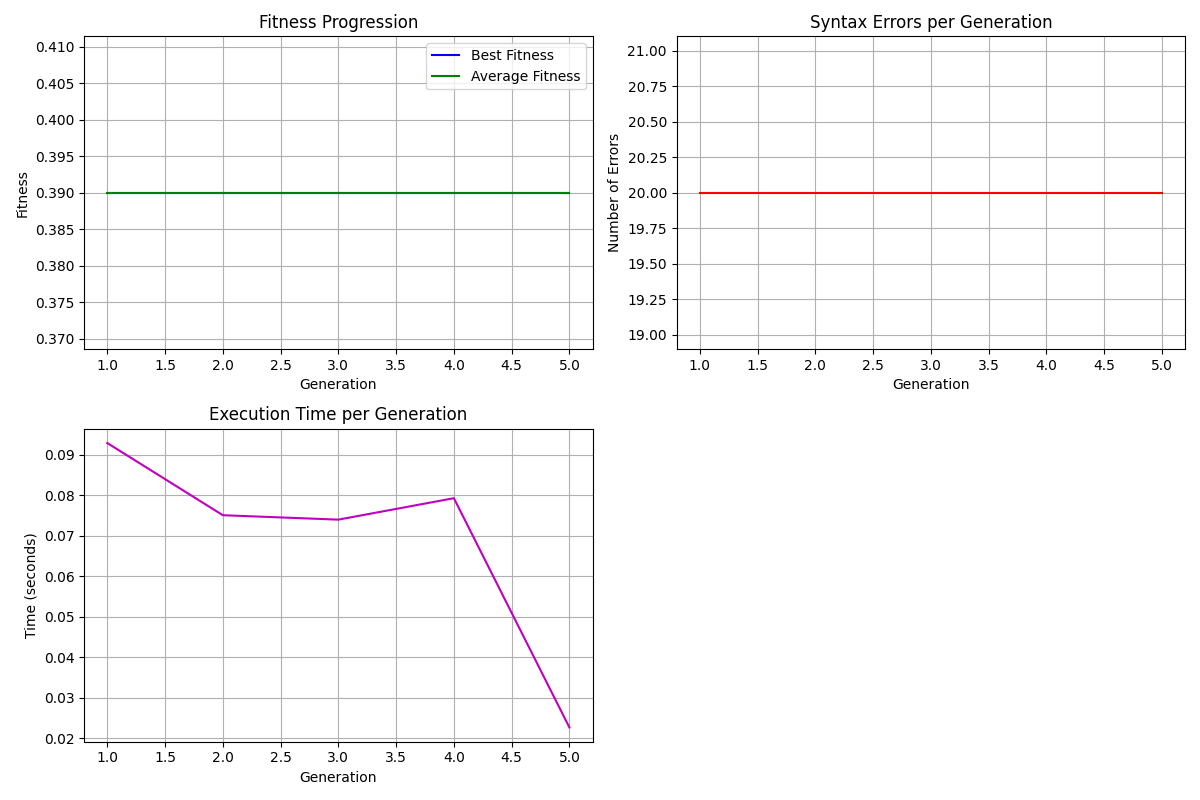 Fitness Progression
0.410
0.405
0.400
0.395
0.390
0.385
0.380
0.375
0.370
Fitness
Best Fitness
Average Fitness
1.0 1.5 2.0 2.5 3.0 3.5 4.0 4.5 5.0
Generation
Syntax Errors per Generation
21.00
20.75
20.50
20.25
20.00
19.75
19.50
19.25
19.00
Number of Errors
1.0 1.5 2.0 2.5 3.0 3.5 4.0 4.5 5.0
Generation
Execution Time per Generation
0.09
0.08
0.07
0.06
0.05
0.04
0.03
0.02
Time (seconds)
1.0 1.5 2.0 2.5 3.0 3.5 4.0 4.5 5.0
Generation